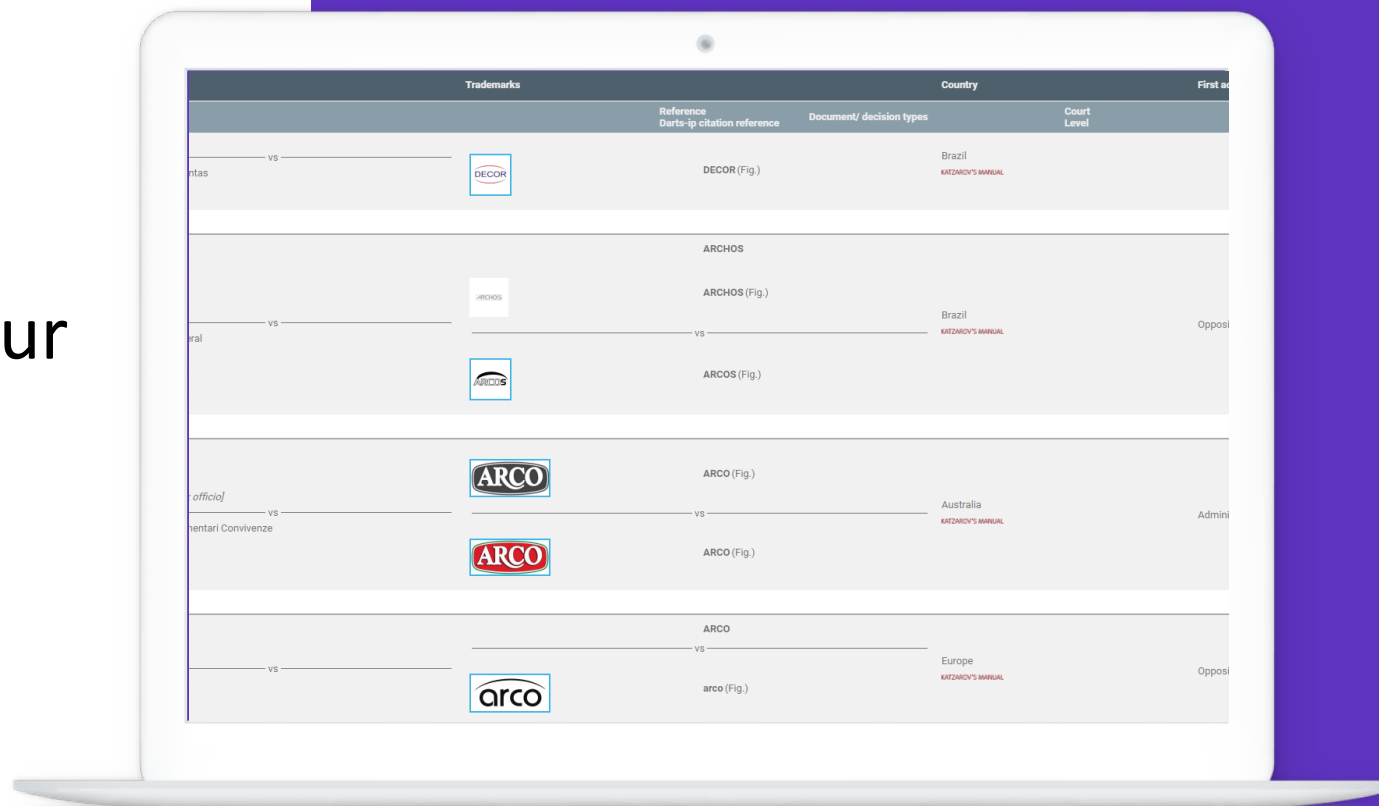 ur
Trademarks Country First ac
Reference Document/ decision types Court
Darts-ip citation reference Level
vs
ntas
DECOR
DECOR (Fig.)
Brazil
KATZAROV'S MANUAL
ARCHOS
ARCHOS
ARCHOS (Fig.)
vs
eral
vs
Brazil
KATZAROV'S MANUAL
Opposi
ARCOS
ARCOS (Fig.)
ARCO
ARCO (Fig.)
officio]
vs
mentari Convivenze
vs
Australia
KATZAROV'S MANUAL
Admini
ARCO
ARCO (Fig.)
ARCO
vs
vs
Europe
KATZAROV'S MANUAL
Opposi
arco
arco (Fig.)